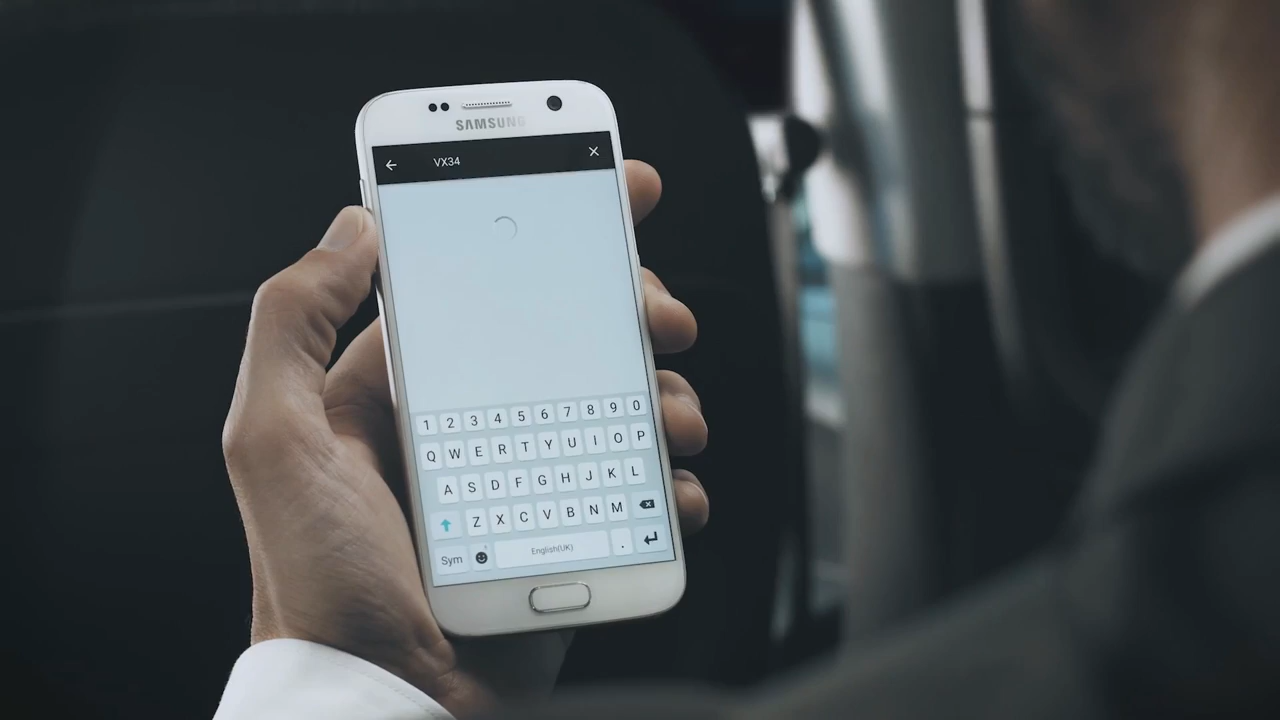 SAMSUNG
VX34
1 2 3 4 5 6 7 8 9 0
Q W E R T Y U I O P
A S D F G H J K L
Z X C V B N M
Sym English(UK) .